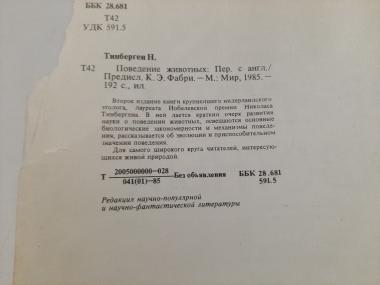 ББК 28.681
Т42
УДК 591.5
Тинберген Н.
Т42 Поведение животных: Пер. с англ./
Предисл. К. Э. Фабри. — М.: Мир, 1985. —
192 с., ил
Второе издание книги крупнейшего нидерландского
этолога, лауреата Нобелевской премии Николаса
Тинбергена. В ней дается краткий очерк развития
науки о поведении животных, освещаются основные
биологические закономерности и механизмы поведе-
ния, рассказывается об эволюции и приспособительном
значении поведения.
Для самого широкого круга читателей, интересую-
щихся живой природой.
Т 2005000000—028 Без объявления ББК 28.681
041(01)—85 591.5
Редакция научно-популярной
и научно-фантастической литературы